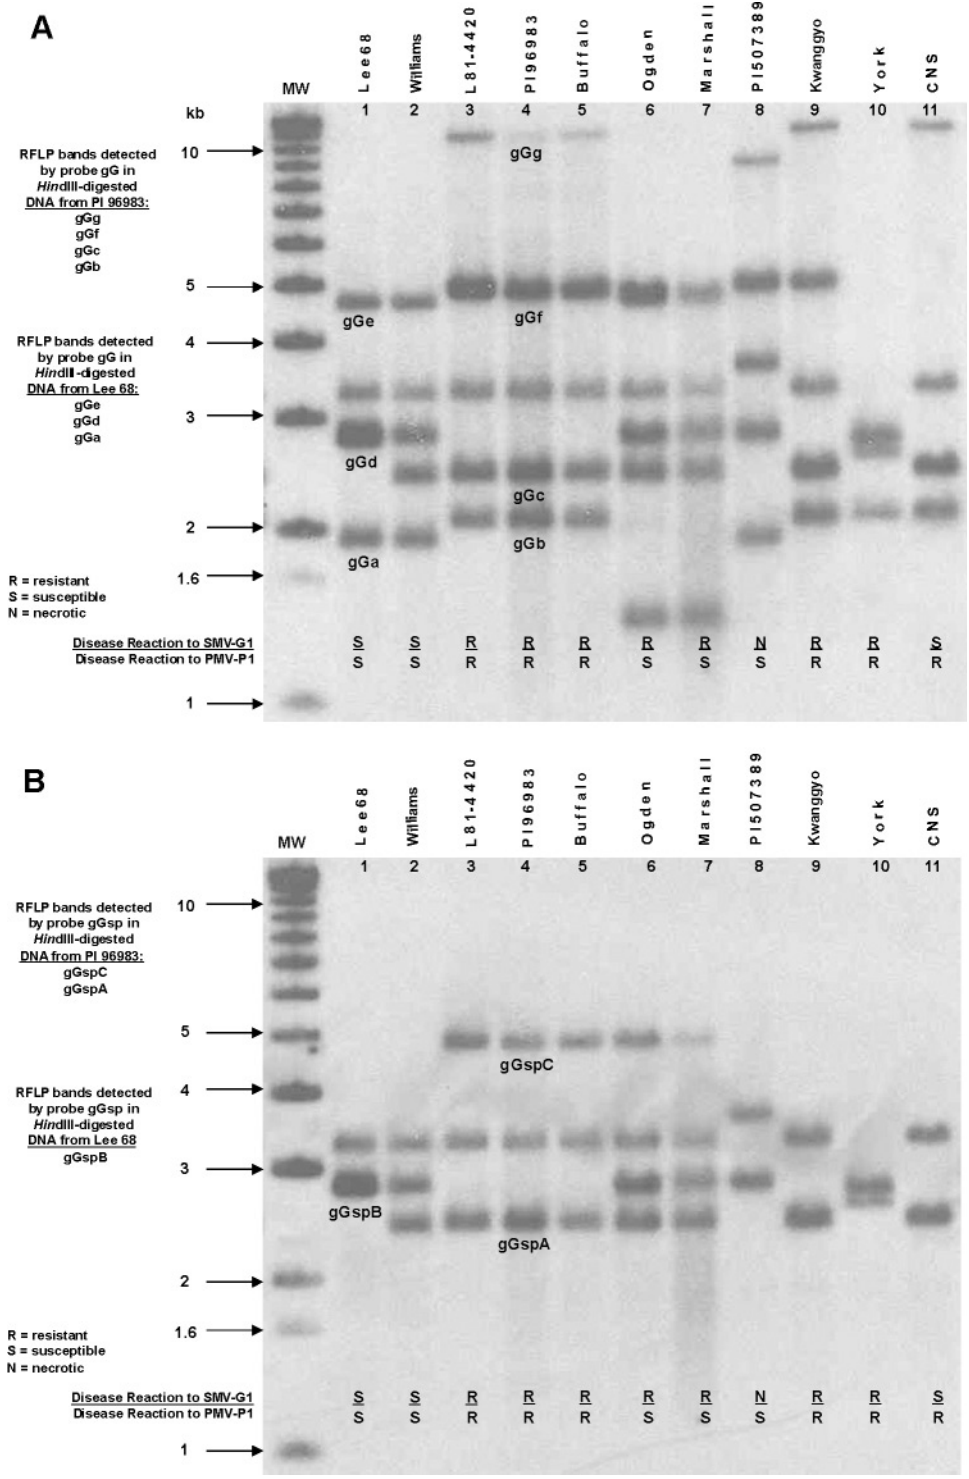 A
Lee68
Williams
L81-4420
PI96983
Buffalo
Ogden
Marshall
PI507389
Kwanggyo
York
CNS
MW
kb
1 2 3 4 5 6 7 8 9 10 11
10
5
4
3
2
1.6
1
RFLP bands detected
by probe gG in
HindIII-digested
DNA from PI 96983:
gGg
gGf
gGc
gGb
RFLP bands detected
by probe gG in
HindIII-digested
DNA from Lee 68:
gGe
gGd
gGa
gGg
gGe
gGf
gGd
gGc
gGb
gGa
R = resistant
S = susceptible
N = necrotic
Disease Reaction to SMV-G1 S S R R R R R N R R S
Disease Reaction to PMV-P1 S S R R R S S S R R R
B
Lee68
Williams
L81-4420
PI96983
Buffalo
Ogden
Marshall
PI507389
Kwanggyo
York
CNS
MW
1 2 3 4 5 6 7 8 9 10 11
10
5
4
3
2
1.6
1
RFLP bands detected
by probe gGsp in
HindIII-digested
DNA from PI 96983:
gGspC
gGspA
RFLP bands detected
by probe gGsp in
HindIII-digested
DNA from Lee 68
gGspB
gGspC
gGspB
gGspA
R = resistant
S = susceptible
N = necrotic
Disease Reaction to SMV-G1 S S R R R R R N R R S
Disease Reaction to PMV-P1 S S R R R S S S R R R